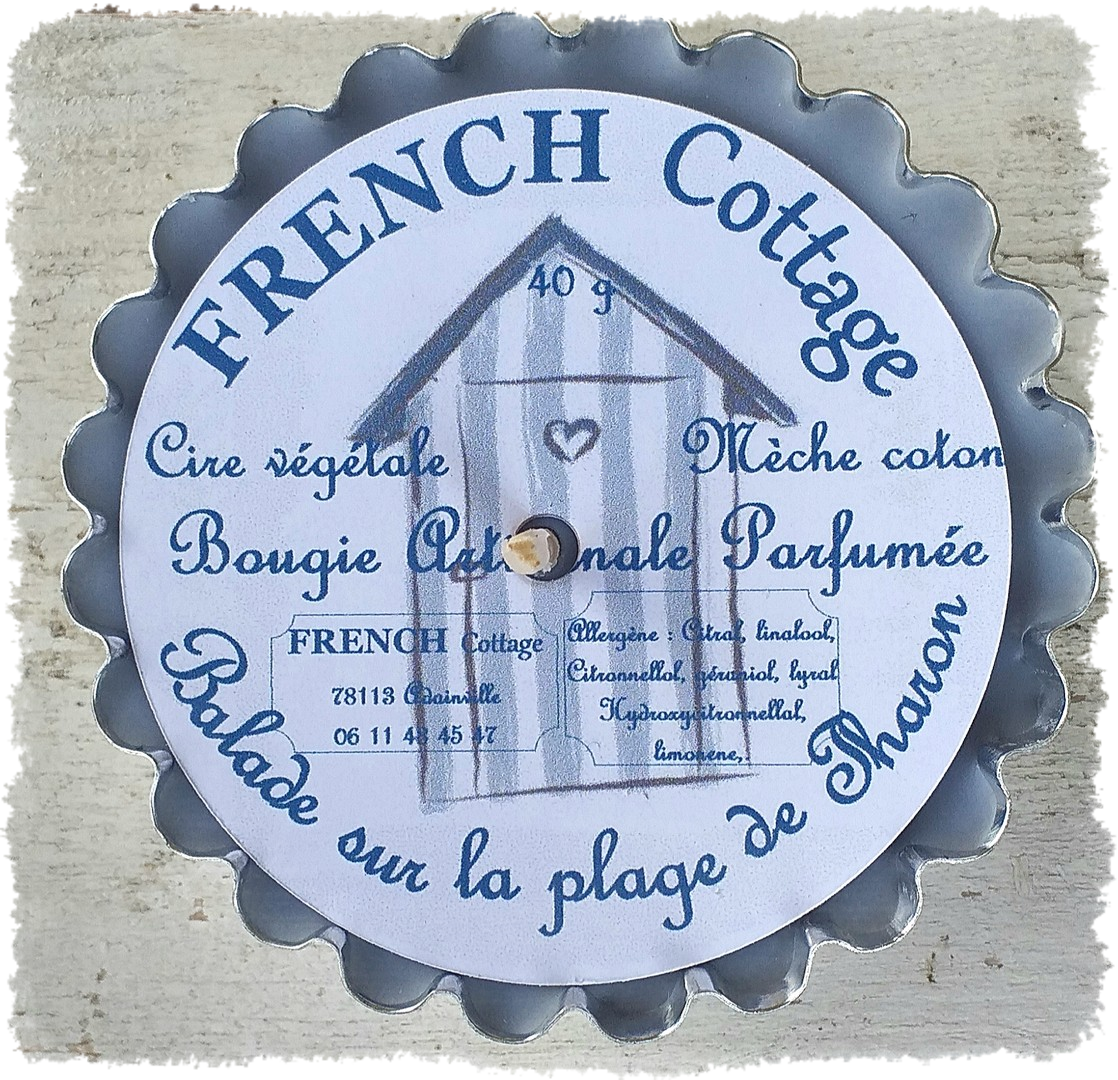 FRENCH Cottage
40 g
Cire végétale
Mèche coton
Bougie Artisanale Parfumée
FRENCH Cottage
78113 Adainville
06 11 48 45 47
Allergène : Citral, linalool,
Citronnellol, géraniol, lyral
Hydroxycitronnellal,
limonene,
Balade sur la plage de Tharon